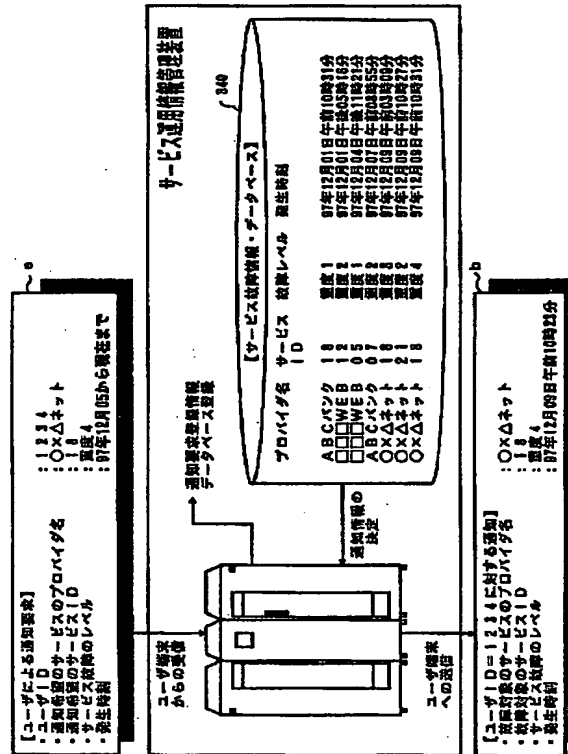 【ユーザによる通知要求】
・ユーザID :1234
・通知希望のサービスのプロバイダ名 :○×△ネット
・通知希望のサービスID :18
・サービス故障のレベル :重度4
・発生時刻 :97年12月05から現在まで
a
ユーザ端末
からの受信
通知要求登録情報
データベース登録
サービス運用情報管理装置
340
【サービス故障情報・データベース】
プロバイダ名 サービスID 故障レベル 発生時刻
ABCバンク 18 重度1 97年12月01日午前10時31分
□□□WEB 12 重度2 97年12月01日午後05時16分
□□□WEB 05 重度1 97年12月04日午後11時21分
ABCバンク 07 重度2 97年12月07日午前08時55分
○×△ネット 18 重度3 97年12月09日午前03時09分
○×△ネット 21 重度2 97年12月09日午前10時27分
○×△ネット 18 重度4 97年12月09日午前10時31分
通知情報の
決定
ユーザ端末
への送信
b
【ユーザID=1234に対する通知】
・故障対象のサービスのプロバイダ名 :○×△ネット
・故障対象のサービスID :18
・サービス故障のレベル :重度4
・発生時刻 :97年12月09日午前10時23分